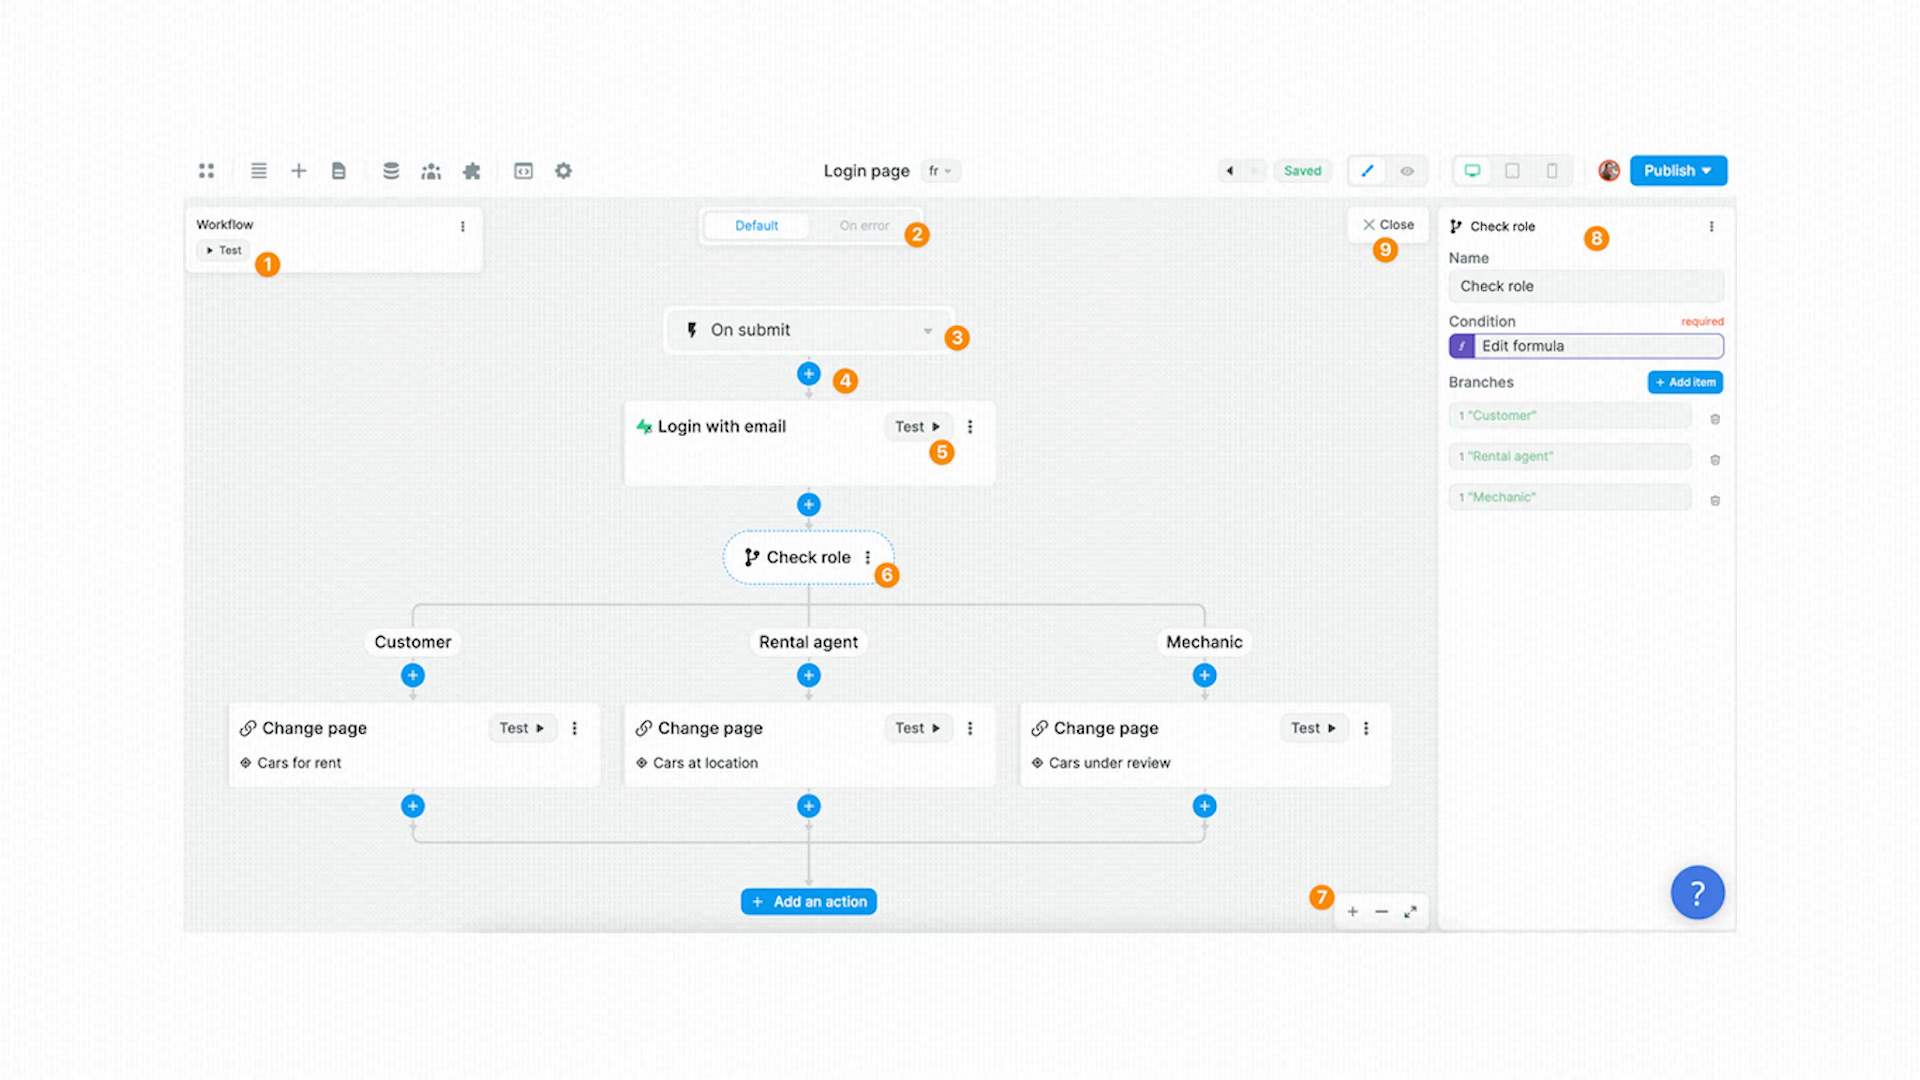 Login page fr Saved Publish
Workflow
Test
1
Default On error
2
Close
9
Check role
8
Name
Check role
Condition required
f Edit formula
Branches + Add item
1 "Customer"
1 "Rental agent"
1 "Mechanic"
On submit
3
4
Login with email Test
5
Check role
6
Customer Rental agent Mechanic
Change page Test Change page Test Change page Test
Cars for rent Cars at location Cars under review
+ Add an action
7
?